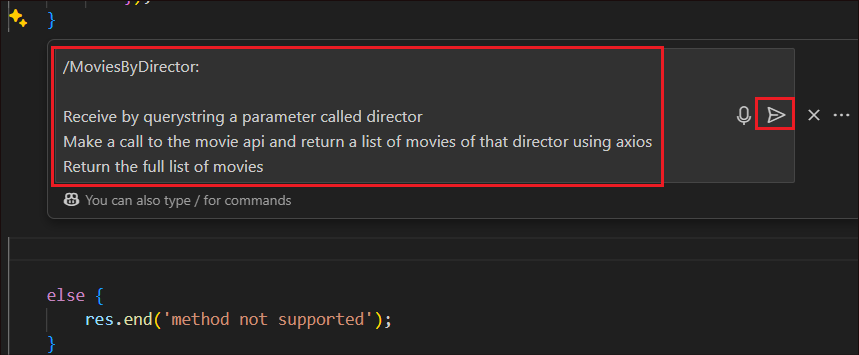 }
/MoviesByDirector:
Receive by querystring a parameter called director
Make a call to the movie api and return a list of movies of that director using axios
Return the full list of movies
You can also type / for commands
else {
res.end('method not supported');
}